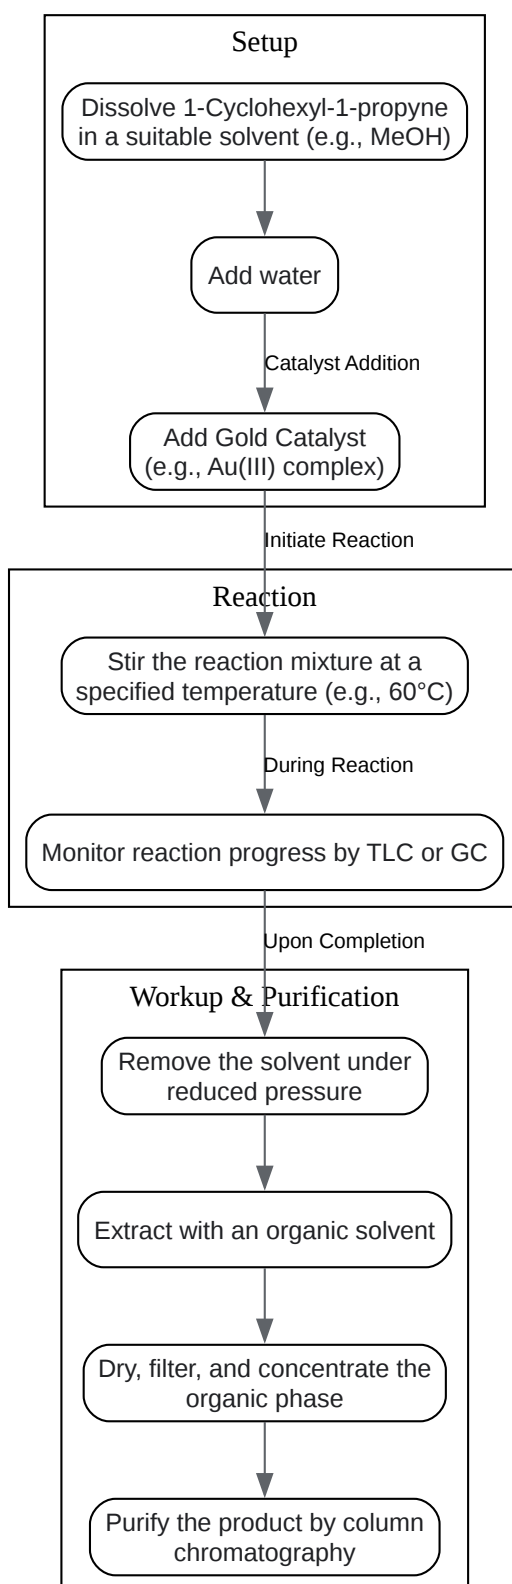 Setup
Dissolve 1-Cyclohexyl-1-propyne
in a suitable solvent (e.g., MeOH)
Add water
Catalyst Addition
Add Gold Catalyst
(e.g., Au(III) complex)
Initiate Reaction
Reaction
Stir the reaction mixture at a
specified temperature (e.g., 60°C)
During Reaction
Monitor reaction progress by TLC or GC
Upon Completion
Workup & Purification
Remove the solvent under
reduced pressure
Extract with an organic solvent
Dry, filter, and concentrate the
organic phase
Purify the product by column
chromatography